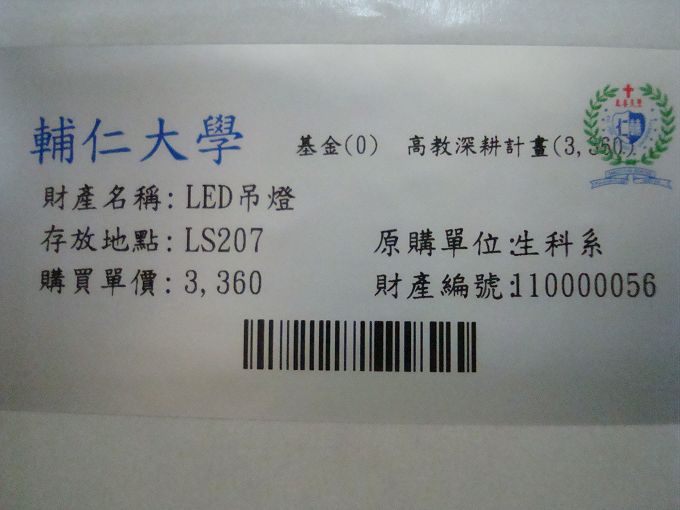 輔仁大學 基金(0) 高教深耕計畫(3,360)
財產名稱: LED吊燈
存放地點: LS207 原購單位:生科系
購買單價: 3,360 財產編號:110000056